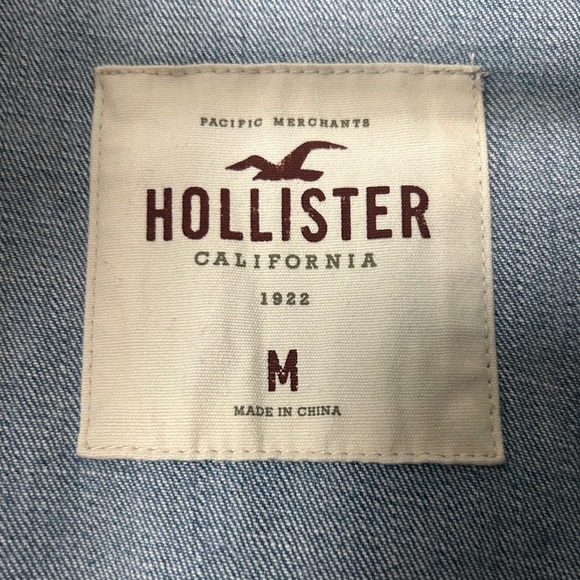 PACIFIC MERCHANTS
HOLLISTER
CALIFORNIA
1922
M
MADE IN CHINA